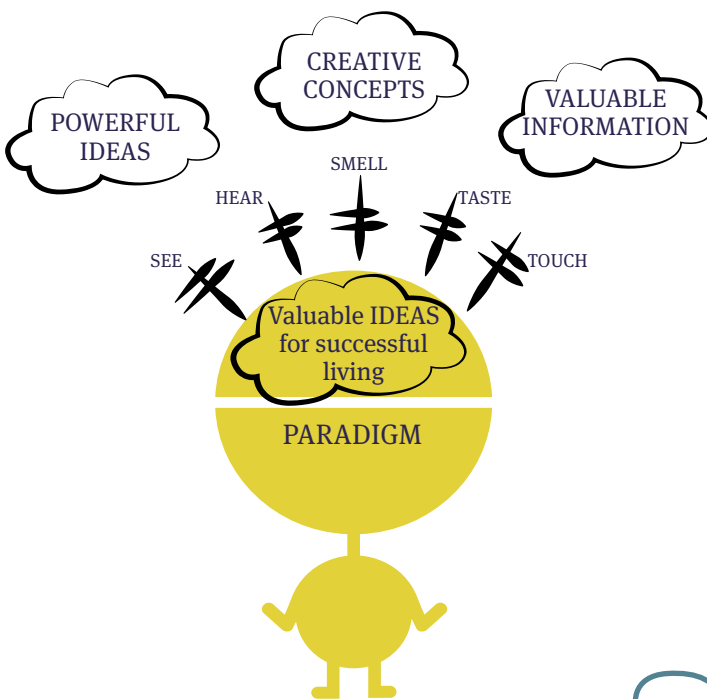 CREATIVE
CONCEPTS
POWERFUL
IDEAS
VALUABLE
INFORMATION
SMELL
HEAR
TASTE
SEE
TOUCH
Valuable IDEAS
for successful
living
PARADIGM